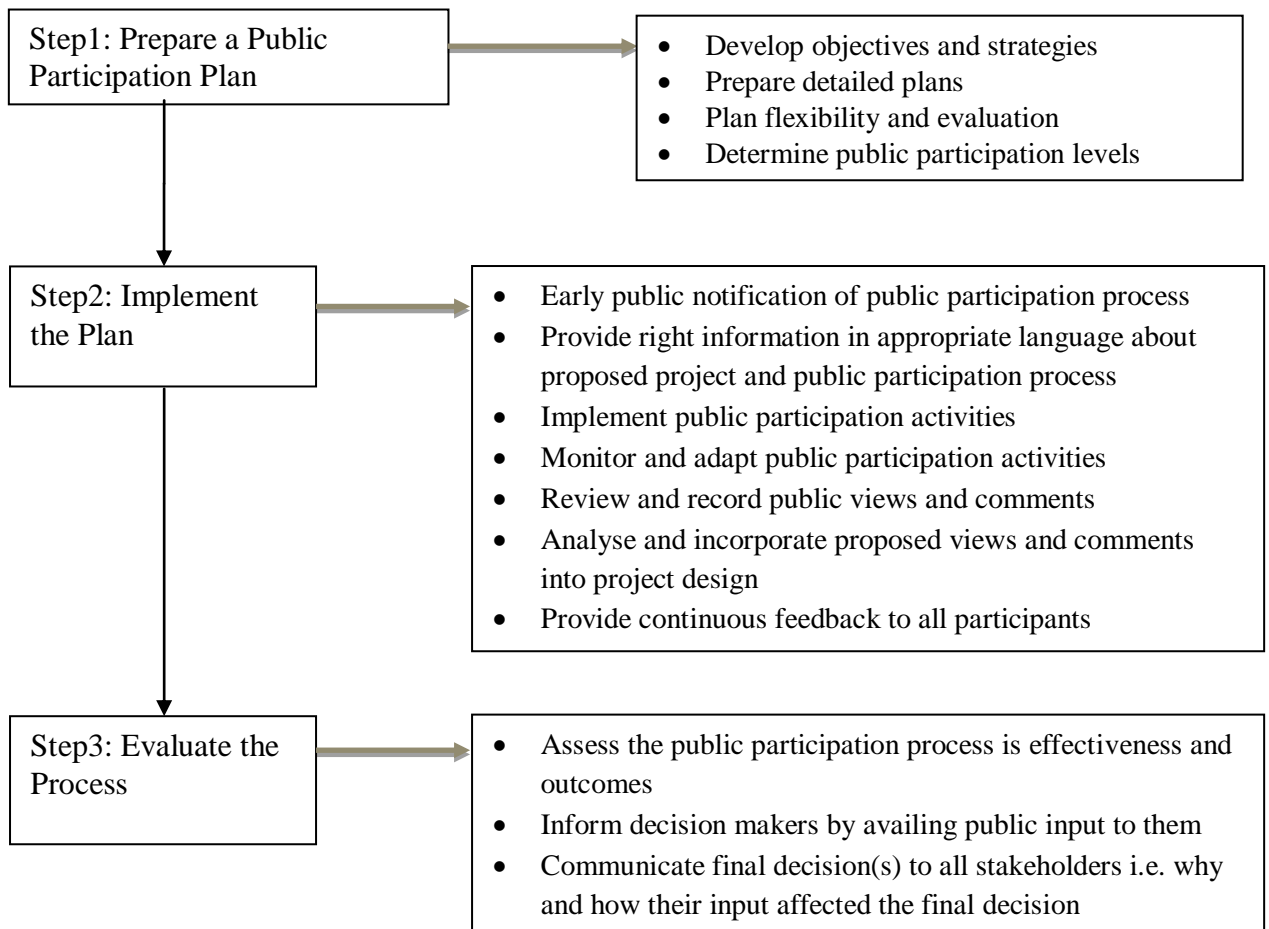 Step1: Prepare a Public
Participation Plan
• Develop objectives and strategies
• Prepare detailed plans
• Plan flexibility and evaluation
• Determine public participation levels
Step2: Implement
the Plan
• Early public notification of public participation process
• Provide right information in appropriate language about
proposed project and public participation process
• Implement public participation activities
• Monitor and adapt public participation activities
• Review and record public views and comments
• Analyse and incorporate proposed views and comments
into project design
• Provide continuous feedback to all participants
Step3: Evaluate the
Process
• Assess the public participation process is effectiveness and
outcomes
• Inform decision makers by availing public input to them
• Communicate final decision(s) to all stakeholders i.e. why
and how their input affected the final decision